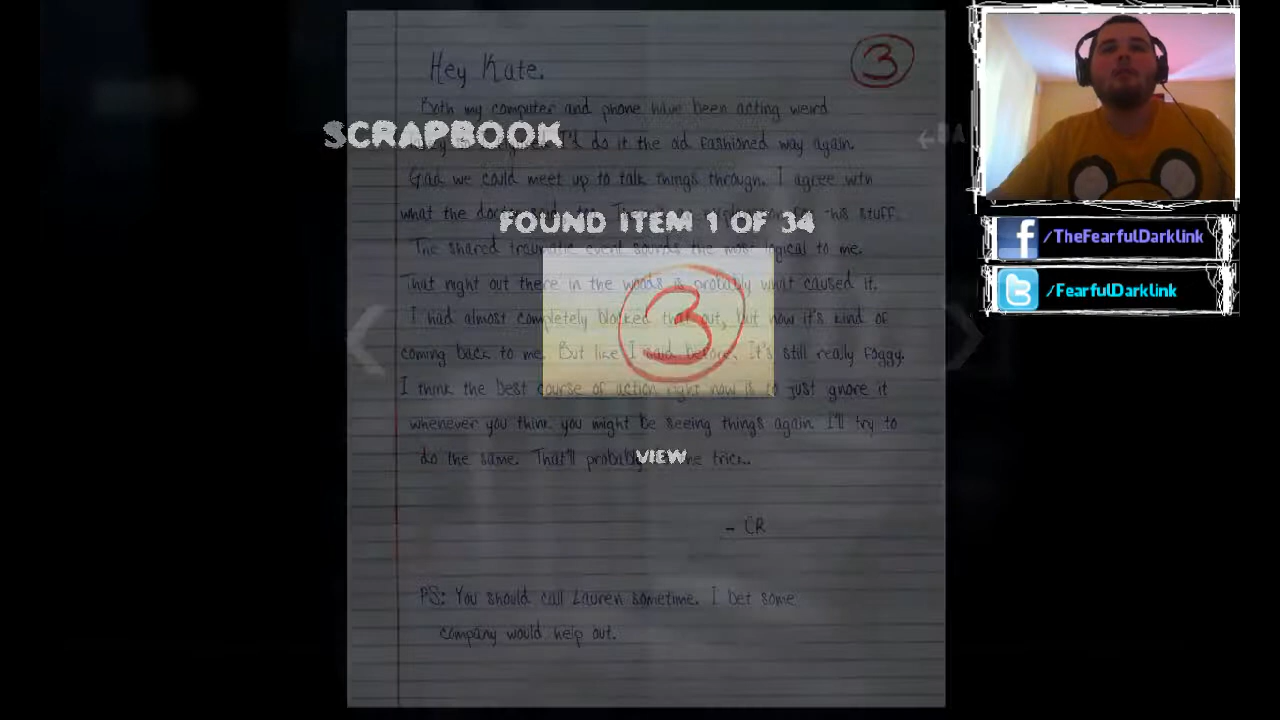 Hey Kate.
3
Both my computer and phone have been acting weird
SCRAPBOOK
I'd do it the old fashioned way again.
Glad we could meet up to talk things through. I agree with
what the doctor said, too.
stuff.
FOUND ITEM 1 OF 34
The shared traumatic event sounds the most logical to me.
That night out there in the woods is probably what caused it.
3
I had almost completely blocked that out, but now it's kind of
coming back to me. But like I said before. It's still really foggy.
I think the best course of action right now is to just ignore it
whenever you think you might be seeing things again. I'll try to
do the same. That'll probably trick.
VIEW
- CR
PS: You should call Lauren sometime. I bet some
company would help out.
/TheFearfulDarklink
/FearfulDarklink